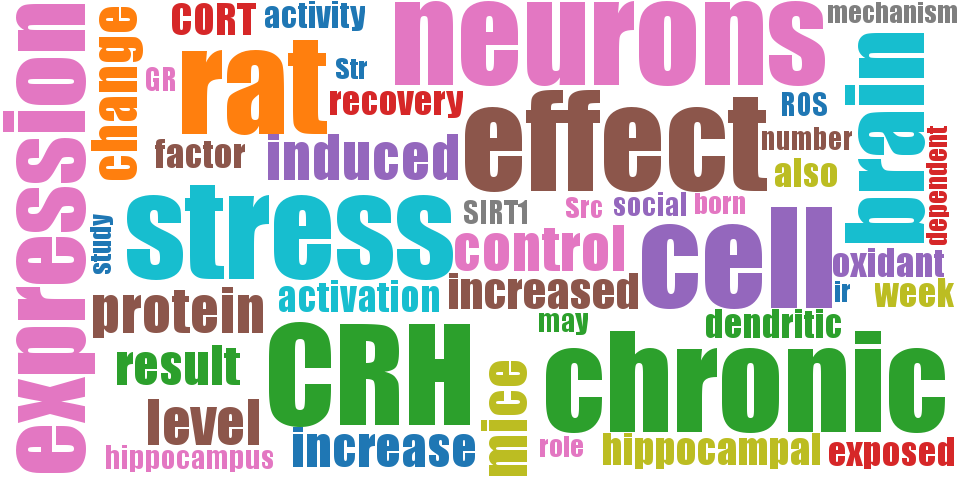 CORT
activity
neurons
mechanism
change
GR
rat
Str
recovery
ROS
brain
expression
factor
induced
effect
number
also
dependent
study
stress
SIRT1
Src
social
born
control
cell
oxidant
protein
activation
increased
ir
week
may
dendritic
result
CRH
chronic
level
mice
hippocampus
increase
role
hippocampal
exposed